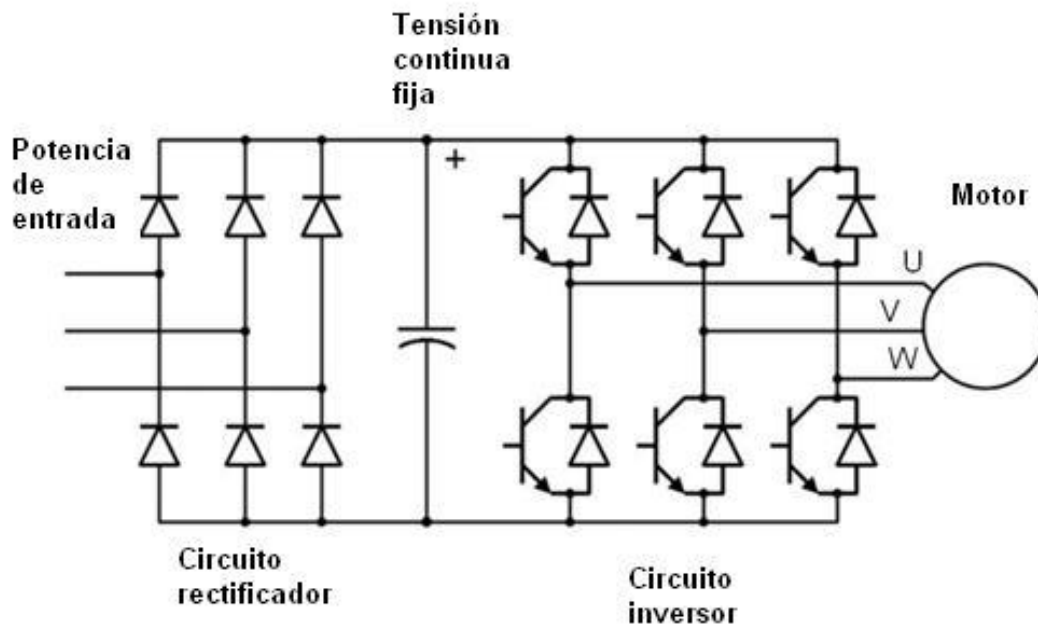 Tensión
continua
fija
Potencia
de
entrada
+
Motor
U
V
W
Circuito
rectificador
Circuito
inversor